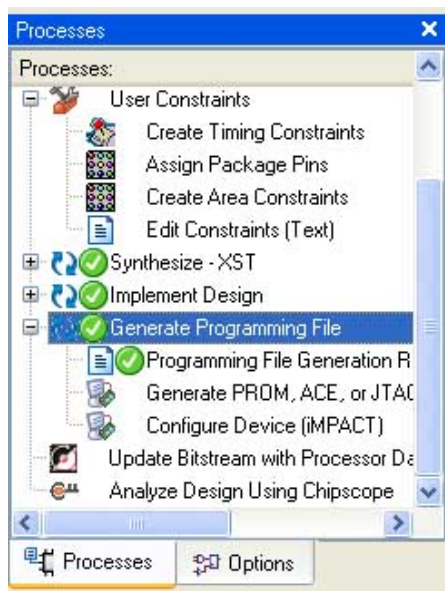 Processes
Processes:
User Constraints
Create Timing Constraints
Assign Package Pins
Create Area Constraints
Edit Constraints (Text)
Synthesize - XST
Implement Design
Generate Programming File
Programming File Generation R
Generate PROM, ACE, or JTAG
Configure Device (iMPACT)
Update Bitstream with Processor Da
Analyze Design Using Chipscope
Processes
Options